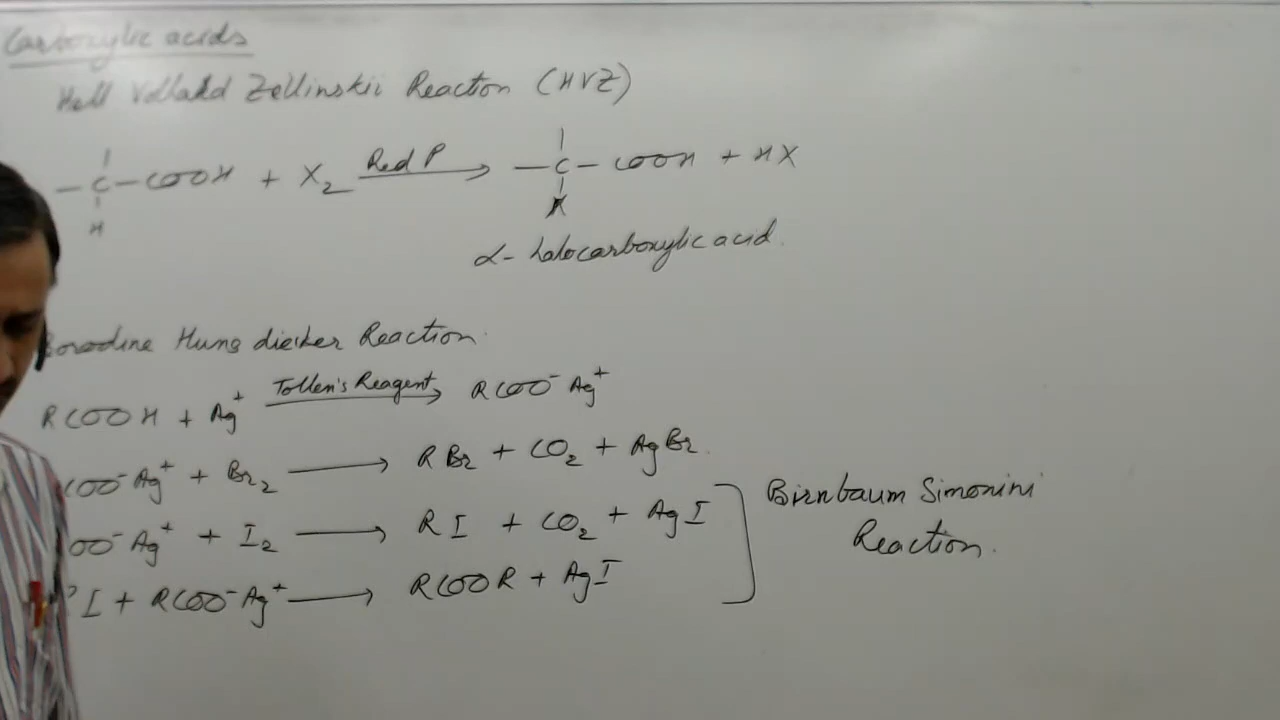 Carboxylic acids
Hell Vollahd Zellinskii Reaction (HVZ)
| |
—C—COOH + X₂ Red P → —C—COOH + HX
| |
H X
α- halocarboxylic acid.
Borodine Hunsdiecker Reaction.
RCOOH + Ag⁺ Tollen's Reagent → RCOO⁻Ag⁺
COO⁻Ag⁺ + Br₂ → RBr + CO₂ + AgBr.
OO⁻Ag⁺ + I₂ → RI + CO₂ + AgI
I + RCOO⁻Ag⁺ → RCOOR + AgI
Birnbaum Simonini
Reaction.